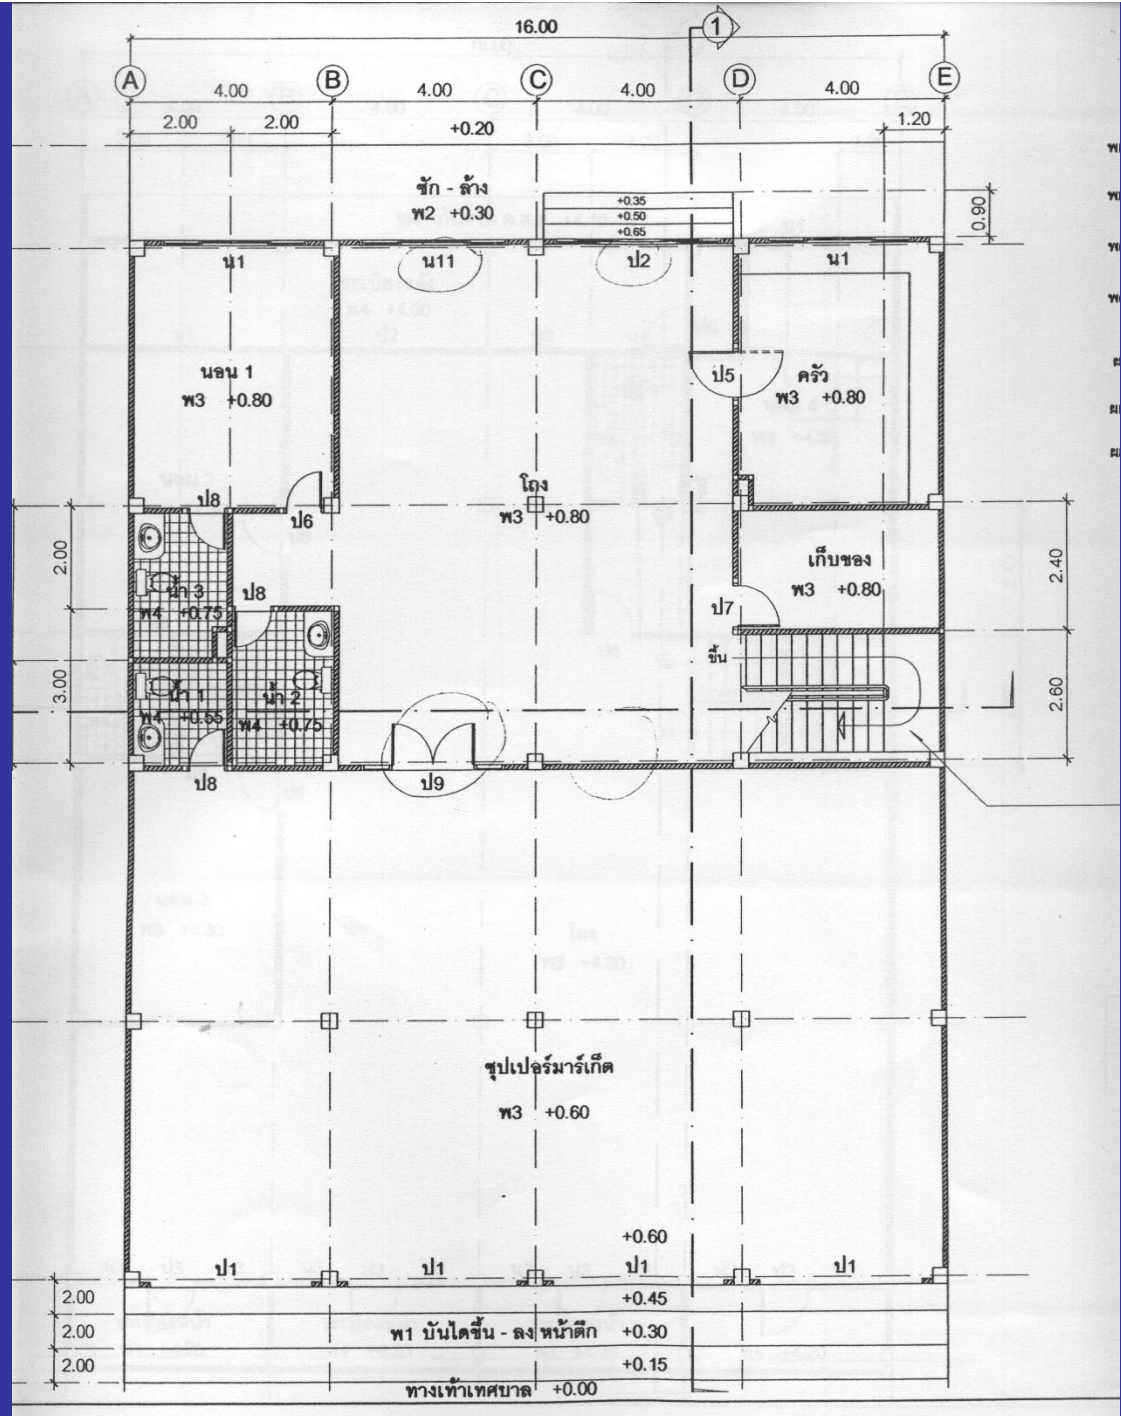 16.00
1
A B C D E
4.00 4.00 4.00 4.00
2.00 2.00 +0.20 1.20
ซัก - ล้าง
พ2 +0.30
+0.35
+0.50
+0.65
0.90
น1 น11 ป2 น1
นอน 1
พ3 +0.80
ป5
ครัว
พ3 +0.80
ป8
ป6
โถง
พ3 +0.80
2.00
น้ำ 3
พ4 +0.75
ป8
เก็บของ
พ3 +0.80
2.40
ป7
ขึ้น
3.00
น้ำ 1
พ4 +0.55
น้ำ 2
พ4 +0.75
2.60
ป8
ป9
ซุปเปอร์มาร์เก็ต
พ3 +0.60
+0.60
ป1 ป1 ป1 ป1
2.00 +0.45
2.00 พ1 บันไดขึ้น - ลง หน้าตึก +0.30
2.00 +0.15
ทางเท้าเทศบาล +0.00